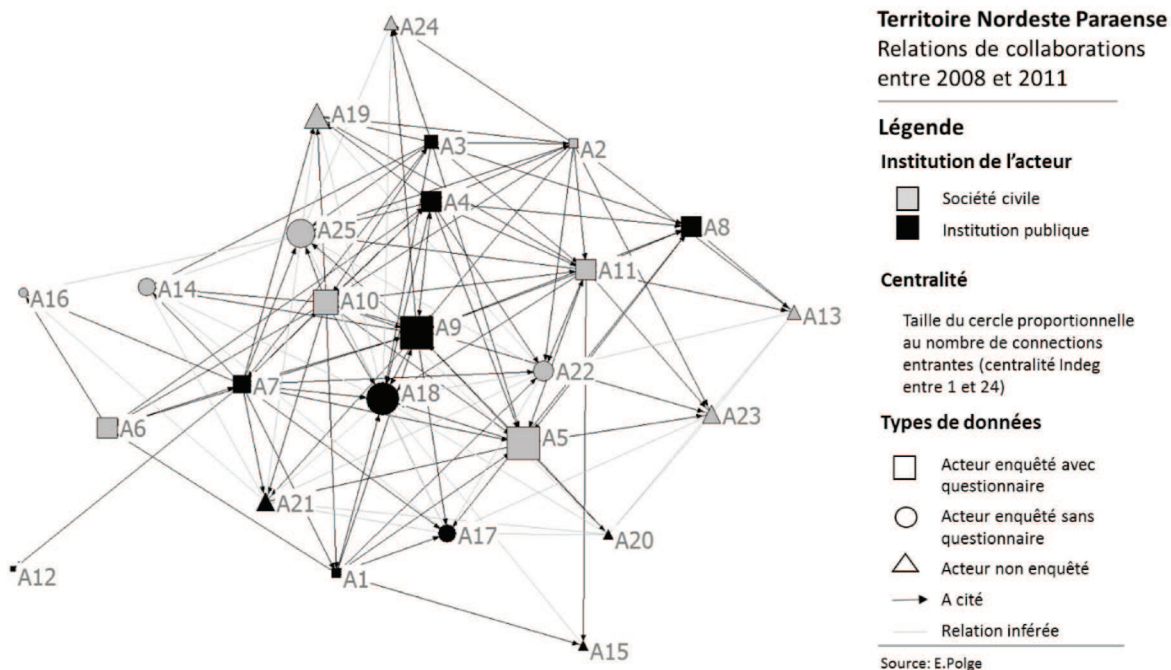 Territoire Nordeste Paraense
Relations de collaborations
entre 2008 et 2011
Légende
Institution de l'acteur
Société civile
Institution publique
Centralité
Taille du cercle proportionnelle
au nombre de connections
entrantes (centralité Indeg
entre 1 et 24)
Types de données
Acteur enquêté avec
questionnaire
Acteur enquêté sans
questionnaire
Acteur non enquêté
A cité
Relation inférée
Source: E.Polge
A24
A19
A3
A2
A4
A25
A8
A11
A16
A14
A10
A13
A9
A22
A7
A18
A6
A23
A5
A21
A17
A20
A12
A1
A15